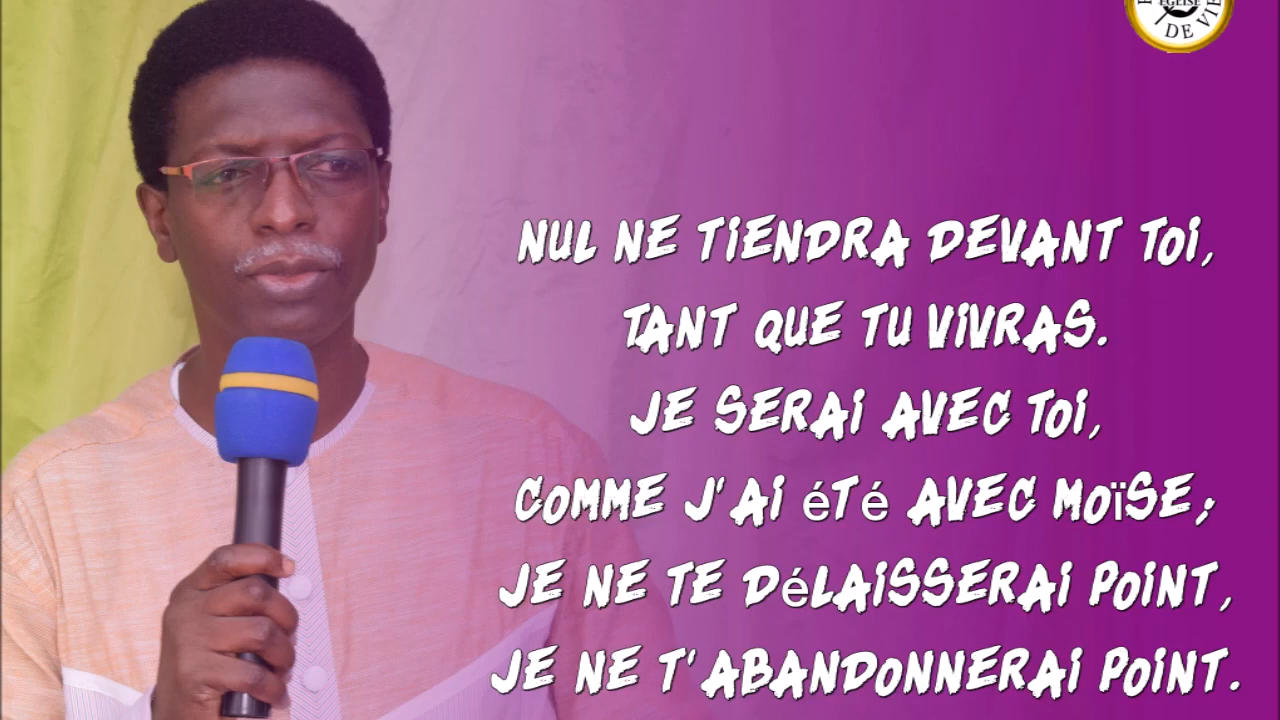 ÉGLISE
DE VIE
NUL NE TIENDRA DEVANT TOI,
TANT QUE TU VIVRAS.
JE SERAI AVEC TOI,
COMME J'AI été AVEC MOÏSE;
JE NE TE DéLAISSERAI POINT,
JE NE T'ABANDONNERAI POINT.